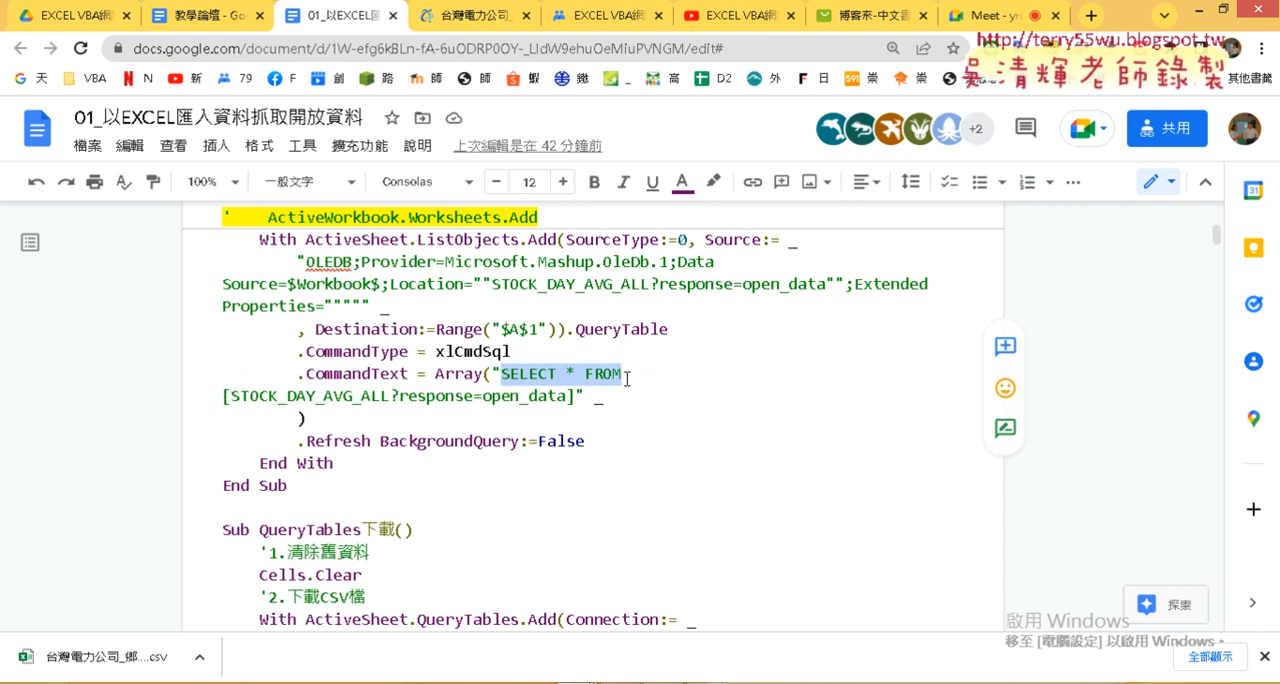 EXCEL VBA網
教學論壇 - Go
01_以EXCEL匯
台灣電力公司_
EXCEL VBA網
EXCEL VBA網
博客來-中文書
Meet - yr
docs.google.com/document/d/1W-efg6kBLn-fA-6uODRP0OY-_LIdW9ehuOeMiuPVNGM/edit#
http://terry55wu.blogspot.tw
吳清輝老師錄製
天 VBA N 新 79 F 創 路 師 師 蝦 維 _ 高 D2 外 日 崇 崇 其他書籤
01_以EXCEL匯入資料抓取開放資料
+2
共用
檔案 編輯 查看 插入 格式 工具 擴充功能 說明 上次編輯是在 42 分鐘前
100% 一般文字 Consolas 12
' ActiveWorkbook.Worksheets.Add
With ActiveSheet.ListObjects.Add(SourceType:=0, Source:= _
"OLEDB;Provider=Microsoft.Mashup.OleDb.1;Data
Source=$Workbook$;Location=""STOCK_DAY_AVG_ALL?response=open_data"";Extended
Properties=""""" _
, Destination:=Range("$A$1")).QueryTable
.CommandType = xlCmdSql
.CommandText = Array("SELECT * FROM
[STOCK_DAY_AVG_ALL?response=open_data]" _
)
.Refresh BackgroundQuery:=False
End With
End Sub
Sub QueryTables下載()
'1.清除舊資料
Cells.Clear
'2.下載CSV檔
With ActiveSheet.QueryTables.Add(Connection:= _
探索
啟用 Windows
移至 [電腦設定] 以啟用 Windows。
台灣電力公司_鄉....csv
全部顯示